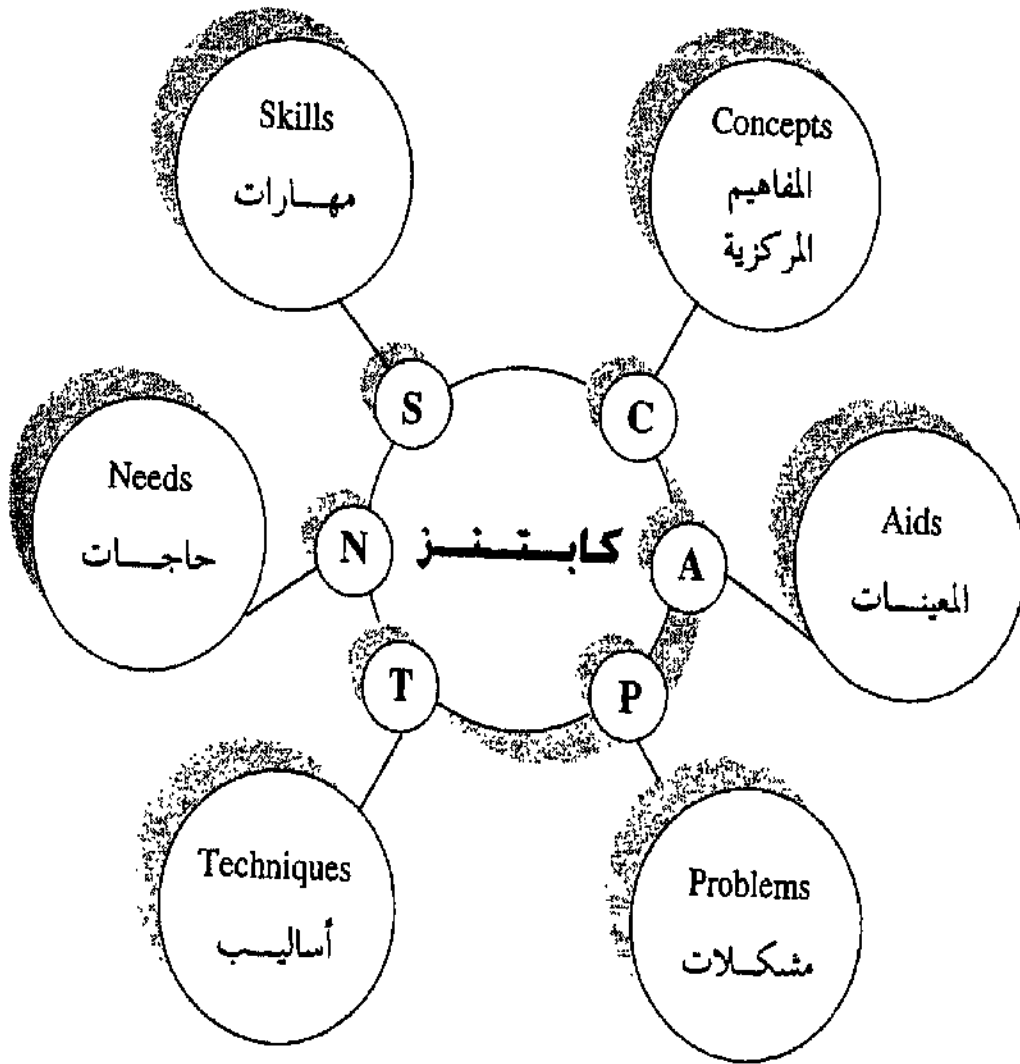 Skills
مهارات
Concepts
المفاهيم
المركزية
S
C
Needs
حاجات
N
كابتنز
A
Aids
المعينات
T
P
Techniques
أساليب
Problems
مشكلات